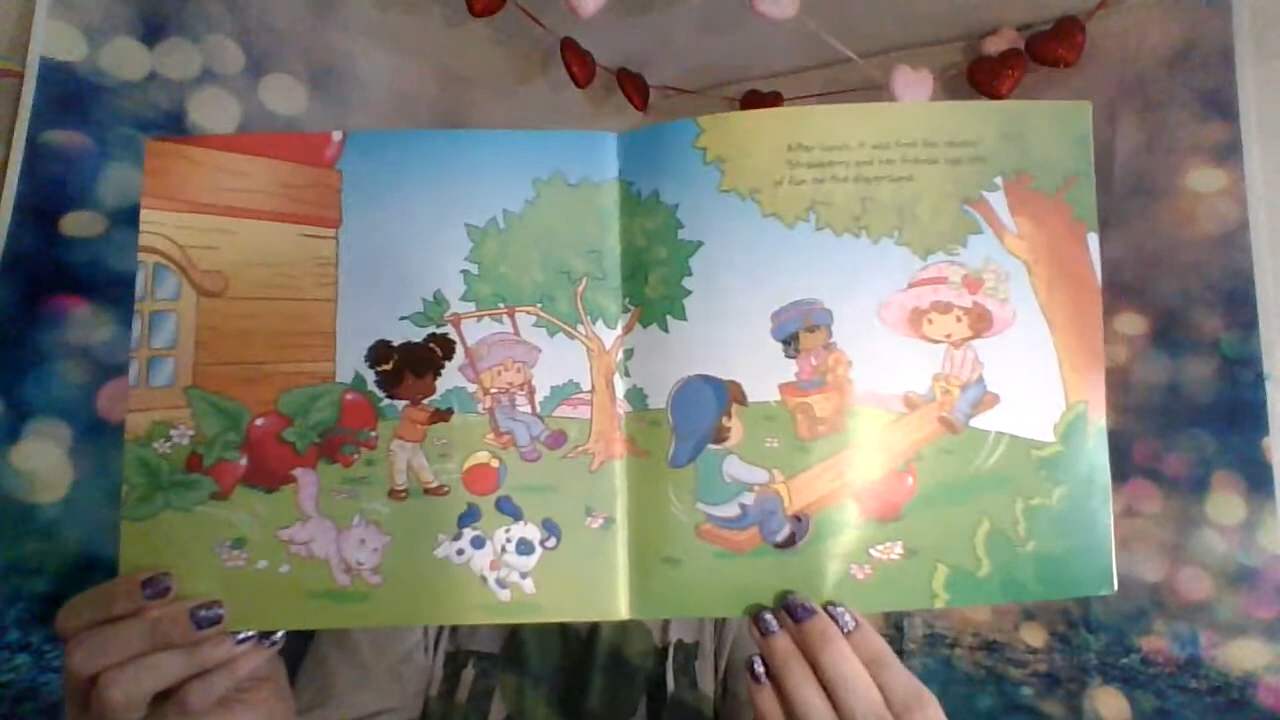 After lunch, it was time for recess.
Strawberry and her friends had lots
of fun on the playground.